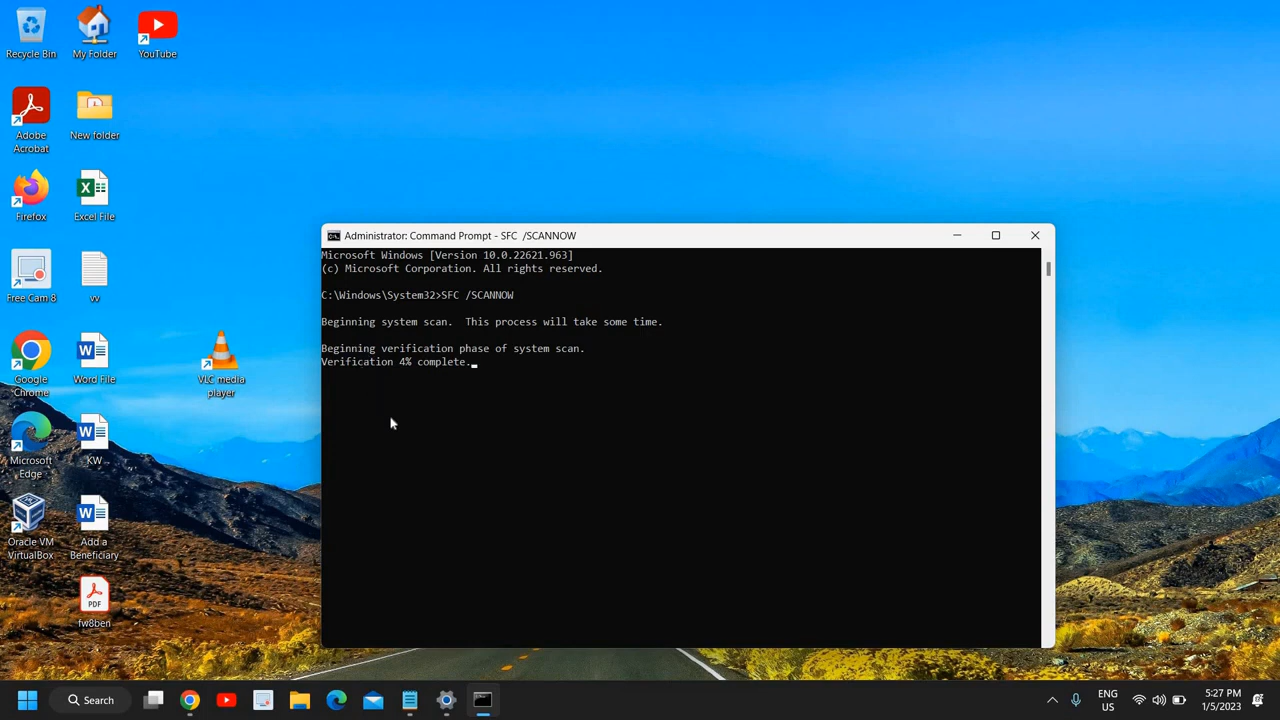 Recycle Bin
My Folder
YouTube
Adobe
Acrobat
New folder
Firefox
Excel File
Free Cam 8
vv
Google
Chrome
Word File
VLC media
player
Microsoft
Edge
KW
Oracle VM
VirtualBox
Add a
Beneficiary
PDF
fw8ben
Administrator: Command Prompt - SFC  /SCANNOW
Microsoft Windows [Version 10.0.22621.963]
(c) Microsoft Corporation. All rights reserved.
C:\Windows\System32>SFC /SCANNOW
Beginning system scan.  This process will take some time.
Beginning verification phase of system scan.
Verification 4% complete.
Search
ENG
US
5:27 PM
1/5/2023